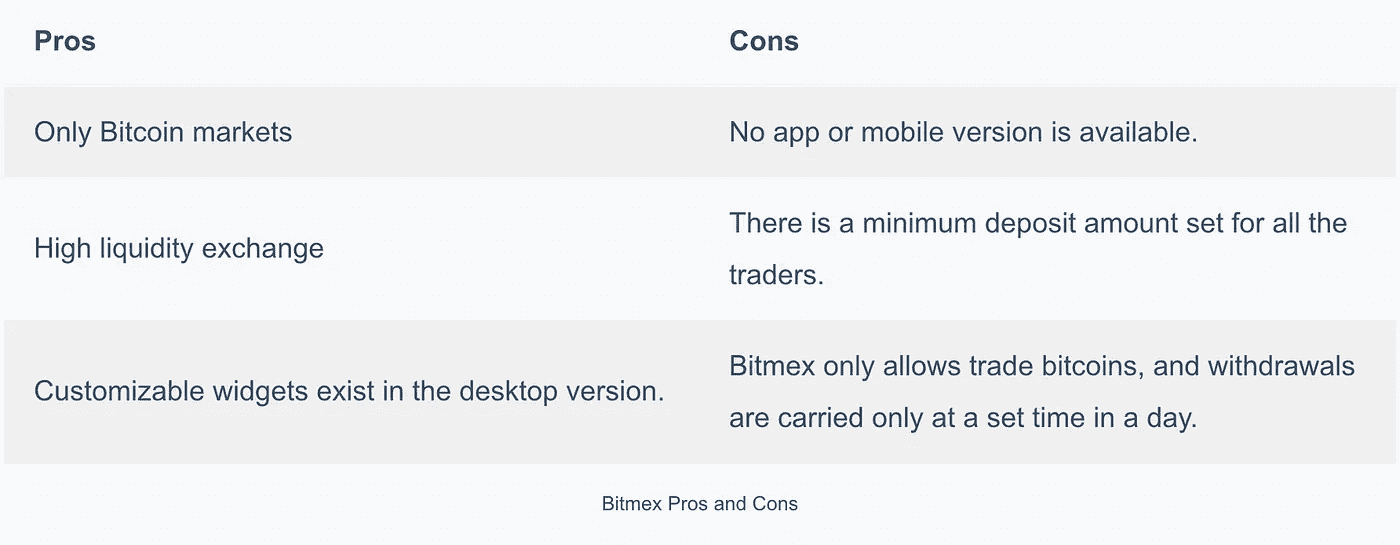 Pros Cons
Only Bitcoin markets No app or mobile version is available.
High liquidity exchange There is a minimum deposit amount set for all the
traders.
Customizable widgets exist in the desktop version. Bitmex only allows trade bitcoins, and withdrawals
are carried only at a set time in a day.
Bitmex Pros and Cons